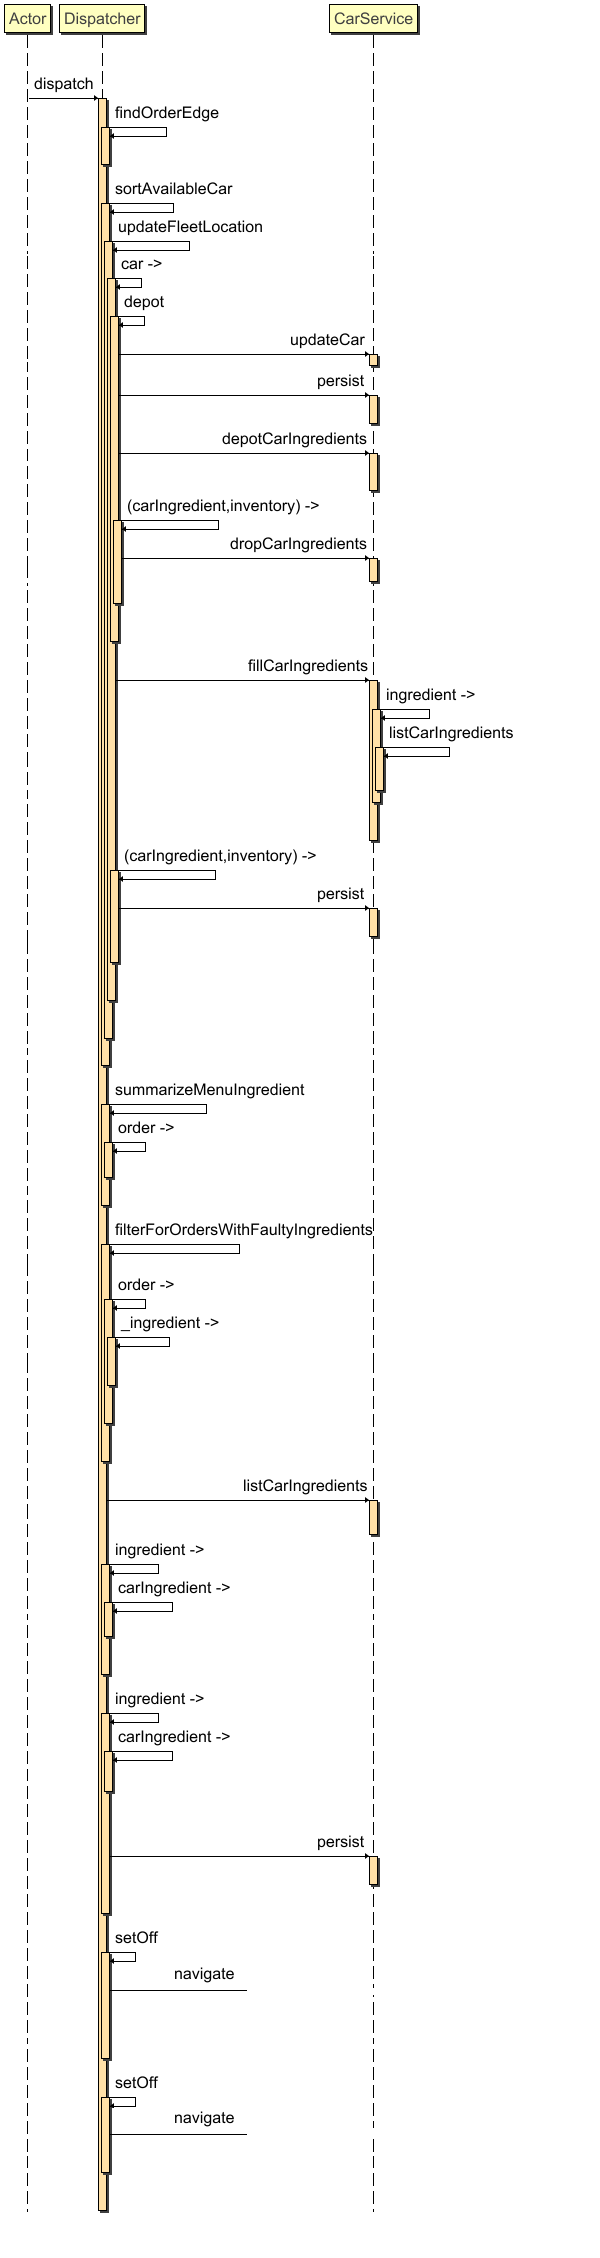 Actor Dispatcher CarService
dispatch
findOrderEdge
sortAvailableCar
updateFleetLocation
car ->
depot
updateCar
persist
depotCarIngredients
(carIngredient,inventory) ->
dropCarIngredients
fillCarIngredients
ingredient ->
listCarIngredients
(carIngredient,inventory) ->
persist
summarizeMenuIngredient
order ->
filterForOrdersWithFaultyIngredients
order ->
_ingredient ->
listCarIngredients
ingredient ->
carIngredient ->
ingredient ->
carIngredient ->
persist
setOff
navigate
setOff
navigate